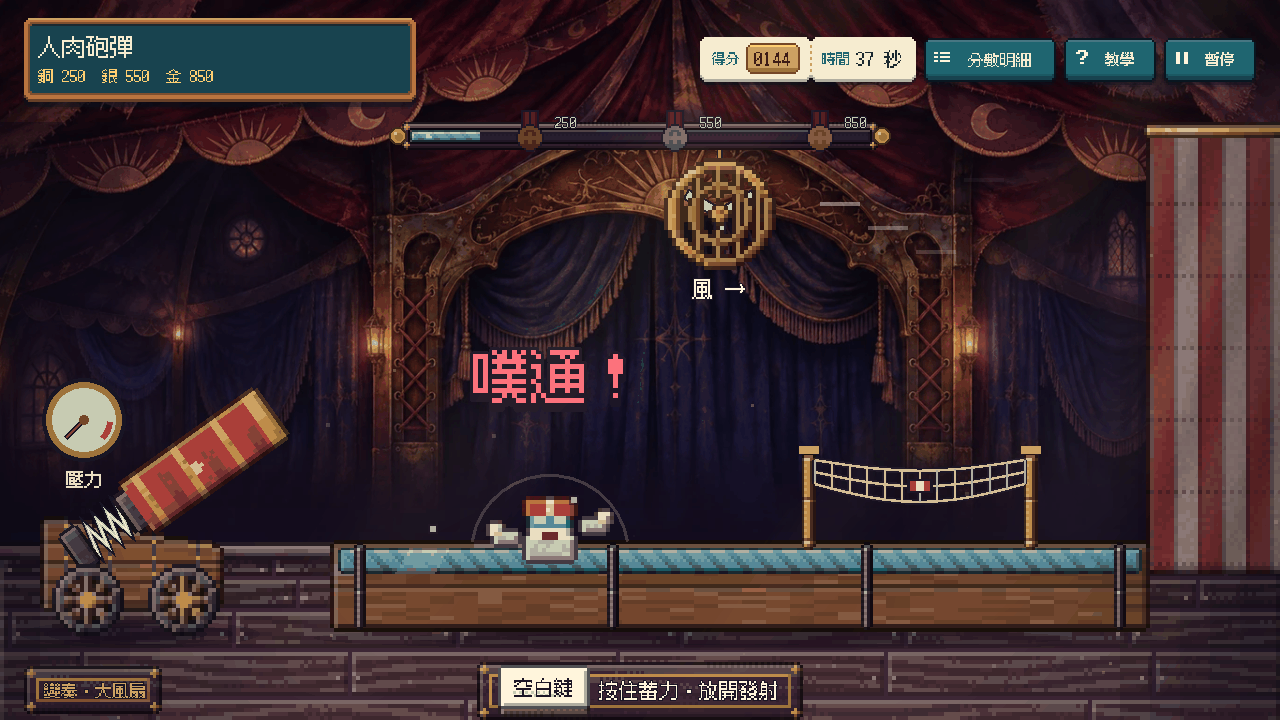 人肉砲彈
銅 250 銀 550 金 850
得分 0144 時間 37 秒
分數明細
? 教學
暫停
250 550 850
風 →
噗通！
壓力
變奏·大風扇
空白鍵 按住蓄力·放開發射